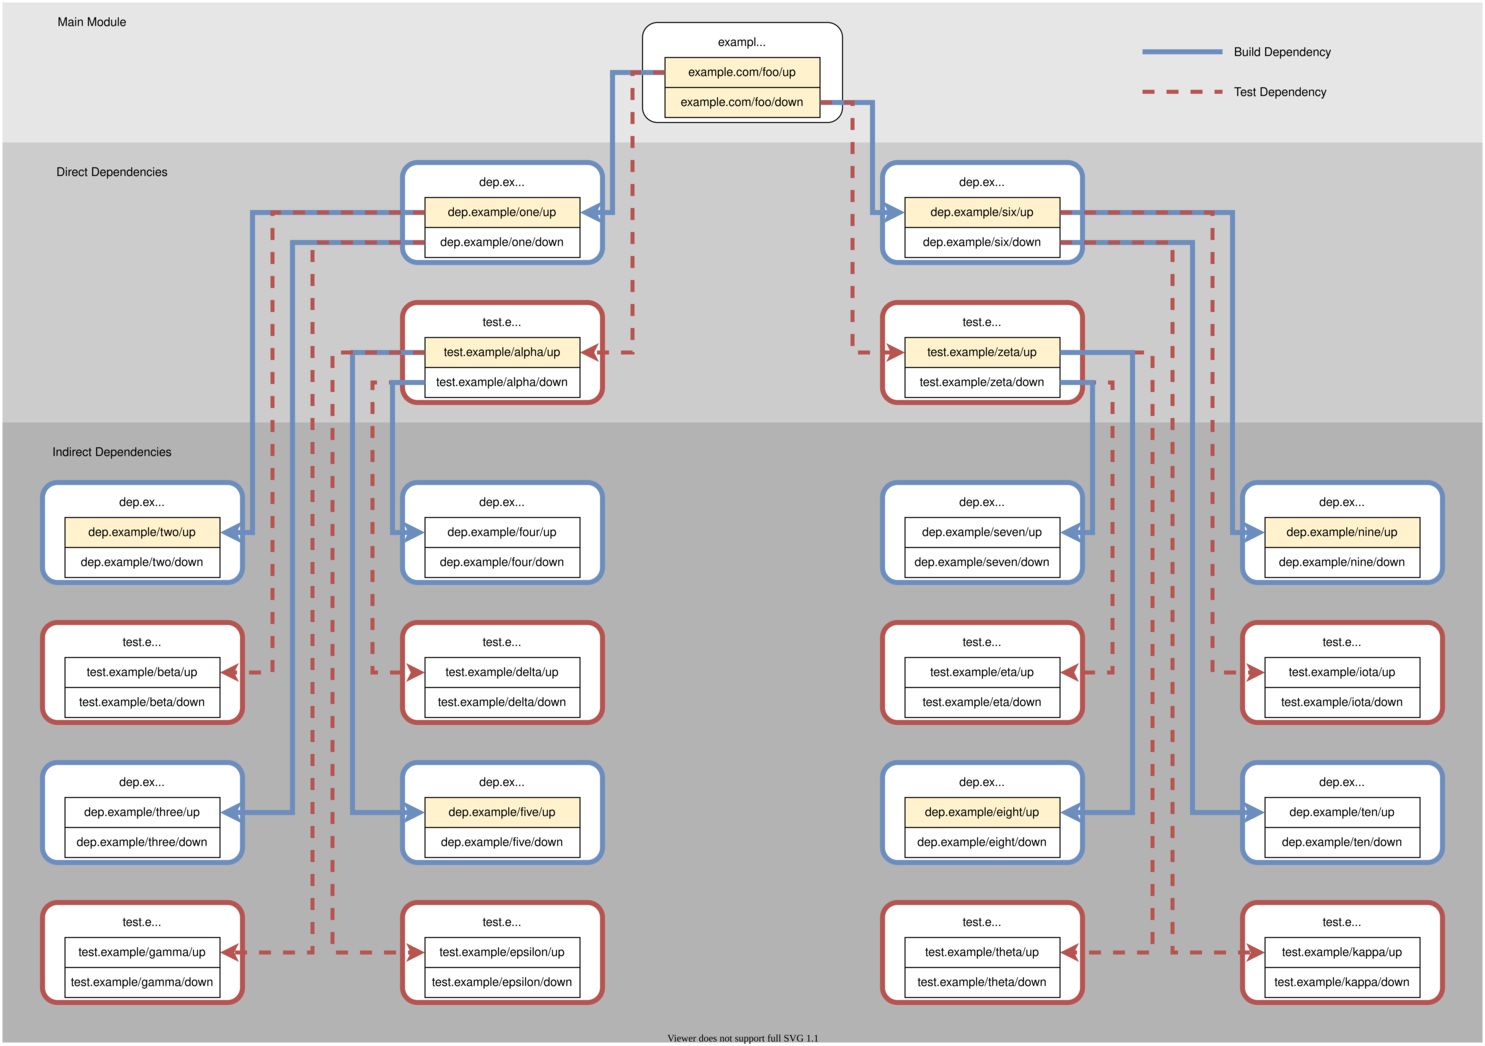 Main Module
exampl...
example.com/foo/up
example.com/foo/down
Build Dependency
Test Dependency
Direct Dependencies
dep.ex...
dep.example/one/up
dep.example/one/down
dep.ex...
dep.example/six/up
dep.example/six/down
test.e...
test.example/alpha/up
test.example/alpha/down
test.e...
test.example/zeta/up
test.example/zeta/down
Indirect Dependencies
dep.ex...
dep.example/two/up
dep.example/two/down
dep.ex...
dep.example/four/up
dep.example/four/down
dep.ex...
dep.example/seven/up
dep.example/seven/down
dep.ex...
dep.example/nine/up
dep.example/nine/down
test.e...
test.example/beta/up
test.example/beta/down
test.e...
test.example/delta/up
test.example/delta/down
test.e...
test.example/eta/up
test.example/eta/down
test.e...
test.example/iota/up
test.example/iota/down
dep.ex...
dep.example/three/up
dep.example/three/down
dep.ex...
dep.example/five/up
dep.example/five/down
dep.ex...
dep.example/eight/up
dep.example/eight/down
dep.ex...
dep.example/ten/up
dep.example/ten/down
test.e...
test.example/gamma/up
test.example/gamma/down
test.e...
test.example/epsilon/up
test.example/epsilon/down
test.e...
test.example/theta/up
test.example/theta/down
test.e...
test.example/kappa/up
test.example/kappa/down
Viewer does not support full SVG 1.1